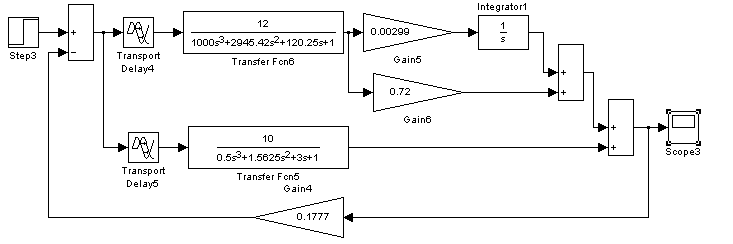 Step3
+
−
Transport
Delay4
12
1000s³+2945.42s²+120.25s+1
Transfer Fcn6
0.00299
Gain5
Integrator1
1
s
0.72
Gain6
+
+
+
+
Scope3
Transport
Delay5
10
0.5s³+1.5625s²+3s+1
Transfer Fcn5
Gain4
0.1777